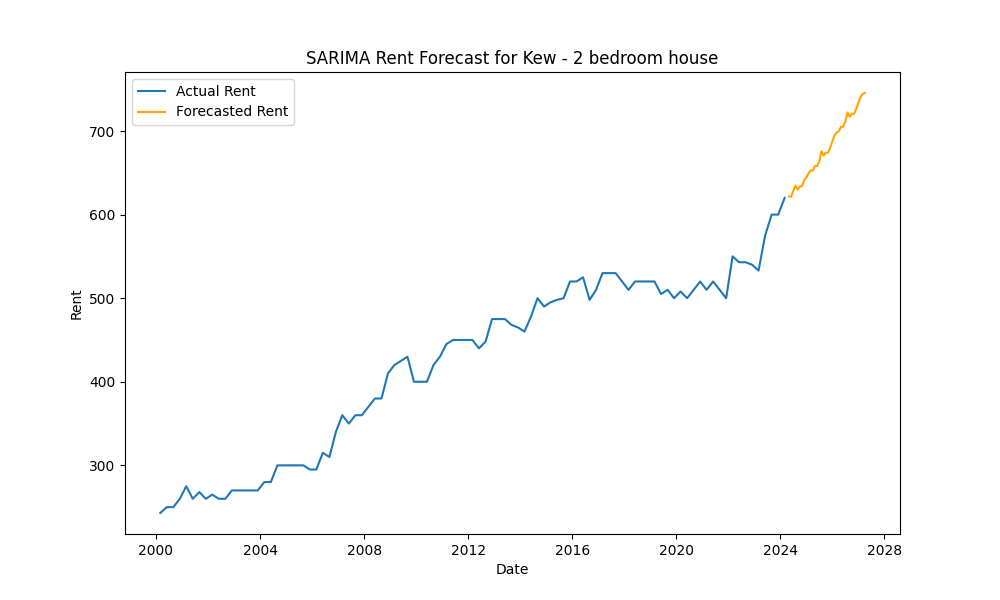 SARIMA Rent Forecast for Kew - 2 bedroom house
Actual Rent
Forecasted Rent
700
600
500
400
300
Rent
2000 2004 2008 2012 2016 2020 2024 2028
Date